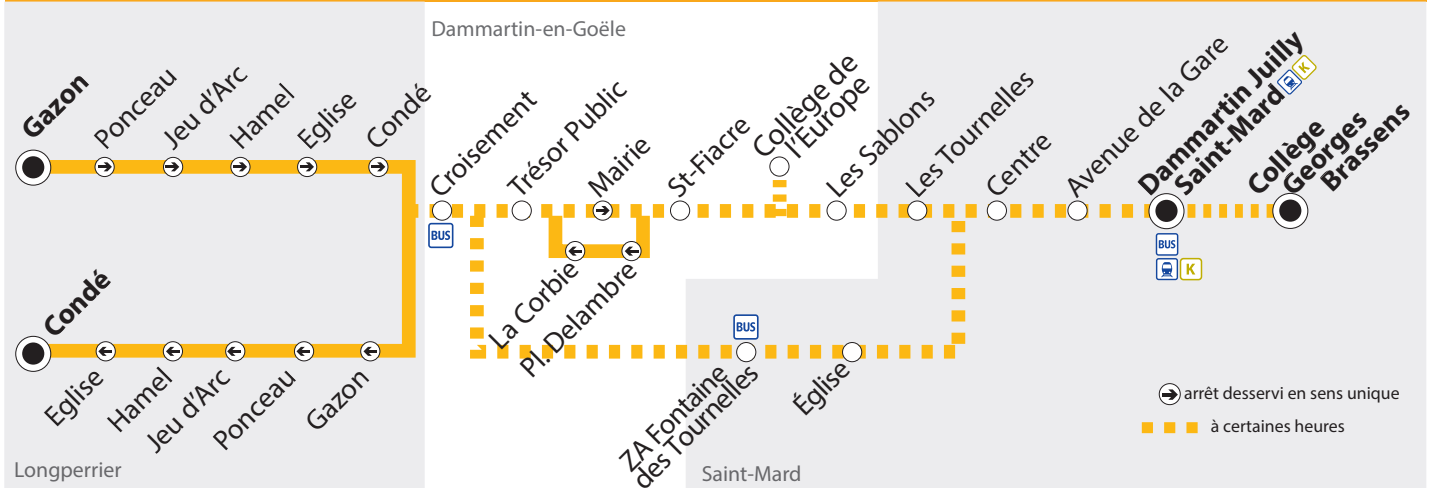 Dammartin-en-Goële
Gazon
Ponceau
Jeu d'Arc
Hamel
Eglise
Condé
Croisement
BUS
Trésor Public
Mairie
St-Fiacre
Collège de
l'Europe
Les Sablons
Les Tournelles
Centre
Avenue de la Gare
Dammartin Juilly
Saint-Mard K
BUS
K
Collège
Georges
Brassens
La Corbie
Pl. Delambre
Condé
Eglise
Hamel
Jeu d'Arc
Ponceau
Gazon
BUS
ZA Fontaine
des Tournelles
Église
arrêt desservi en sens unique
à certaines heures
Longperrier
Saint-Mard